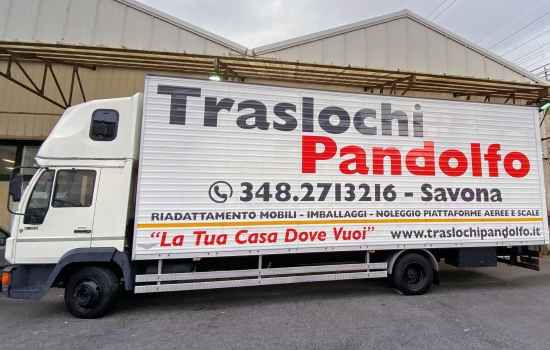 Traslochi
Pandolfo
348.2713216 - Savona
RIADATTAMENTO MOBILI - IMBALLAGGI - NOLEGGIO PIATTAFORME AEREE E SCALE
"La Tua Casa Dove Vuoi" www.traslochipandolfo.it